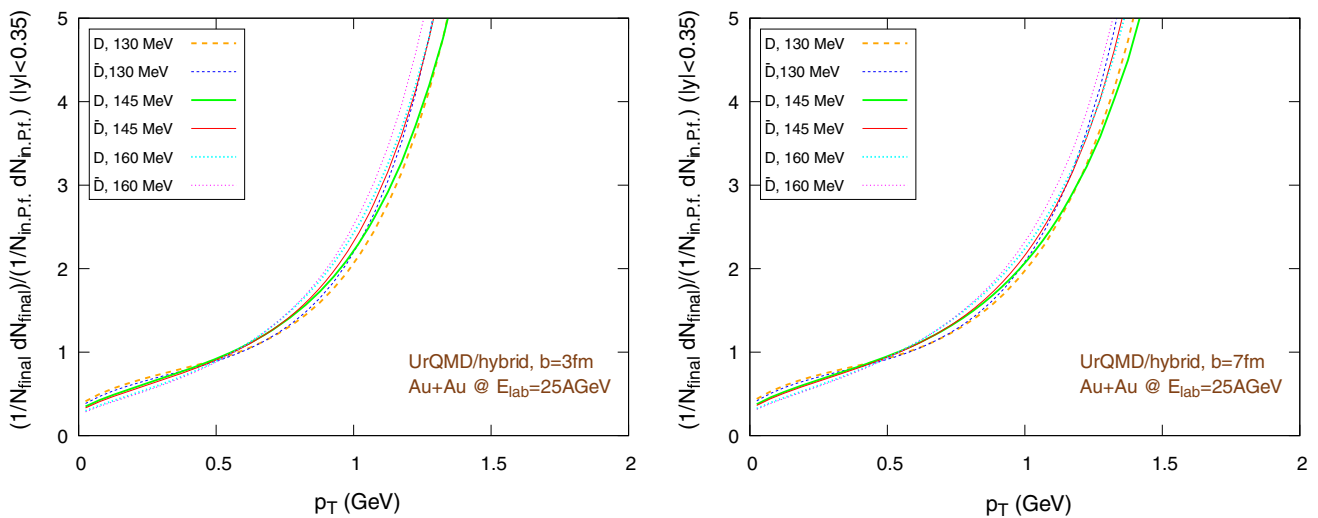 (1/N_final dN_final)/(1/N_in.P.f. dN_in.P.f.) (|y|<0.35)
5
4
3
2
1
0
D, 130 MeV
D̄,130 MeV
D, 145 MeV
D̄, 145 MeV
D, 160 MeV
D̄, 160 MeV
UrQMD/hybrid, b=3fm
Au+Au @ E_lab=25AGeV
0 0.5 1 1.5 2
p_T (GeV)
(1/N_final dN_final)/(1/N_in.P.f. dN_in.P.f.) (|y|<0.35)
5
4
3
2
1
0
D, 130 MeV
D̄,130 MeV
D, 145 MeV
D̄, 145 MeV
D, 160 MeV
D̄, 160 MeV
UrQMD/hybrid, b=7fm
Au+Au @ E_lab=25AGeV
0 0.5 1 1.5 2
p_T (GeV)